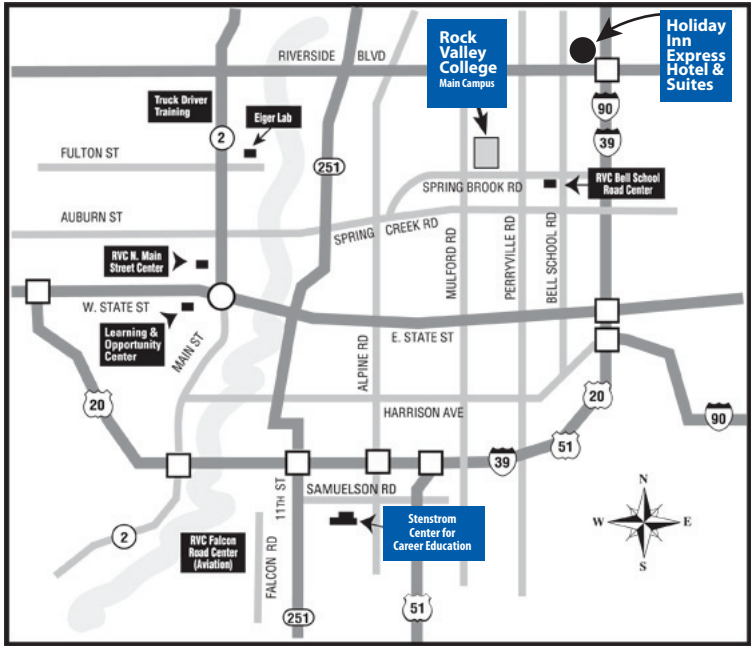 Rock
Valley
College
Main Campus
Holiday
Inn
Express
Hotel &
Suites
RIVERSIDE BLVD
Truck Driver
Training
Eiger Lab
2
90
39
251
FULTON ST
SPRING BROOK RD
RVC Bell School
Road Center
AUBURN ST
SPRING CREEK RD
MULFORD RD
PERRYVILLE RD
BELL SCHOOL RD
RVC N. Main
Street Center
W. STATE ST
E. STATE ST
Learning &
Opportunity
Center
MAIN ST
ALPINE RD
20
HARRISON AVE
20
90
51
39
11TH ST
SAMUELSON RD
2
RVC Falcon
Road Center
(Aviation)
FALCON RD
Stenstrom
Center for
Career Education
251
51
N
W
E
S